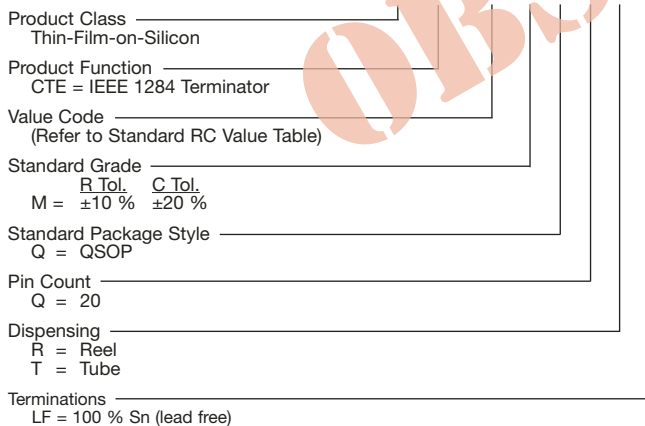 Product Class
Thin-Film-on-Silicon
Product Function
CTE = IEEE 1284 Terminator
Value Code
(Refer to Standard RC Value Table)
Standard Grade
R Tol. C Tol.
M = ±10 % ±20 %
Standard Package Style
Q = QSOP
Pin Count
Q = 20
Dispensing
R = Reel
T = Tube
Terminations
LF = 100 % Sn (lead free)